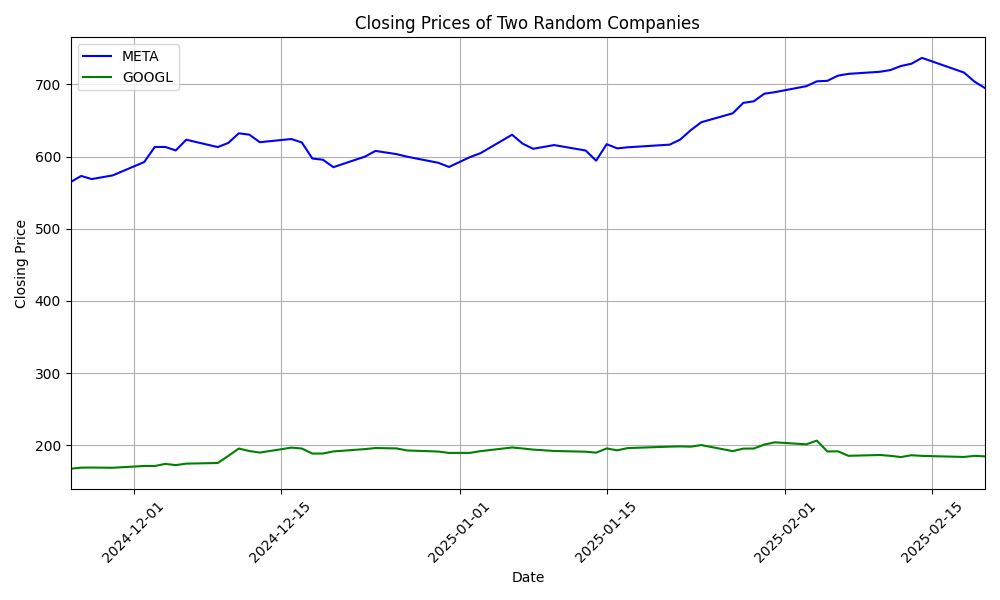 Closing Prices of Two Random Companies
META
GOOGL
700
600
500
400
300
200
Closing Price
2024-12-01
2024-12-15
2025-01-01
2025-01-15
2025-02-01
2025-02-15
Date